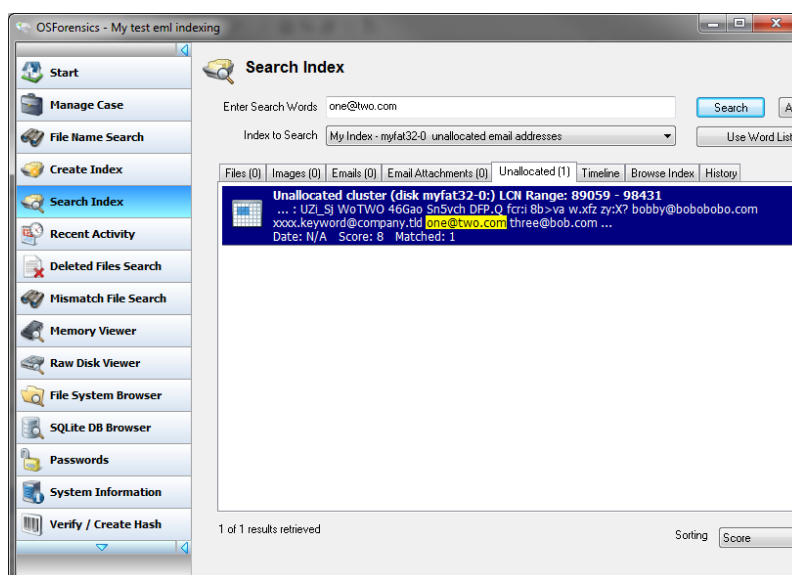 OSForensics - My test eml indexing
Start
Manage Case
File Name Search
Create Index
Search Index
Recent Activity
Deleted Files Search
Mismatch File Search
Memory Viewer
Raw Disk Viewer
File System Browser
SQLite DB Browser
Passwords
System Information
Verify / Create Hash
Search Index
Enter Search Words one@two.com Search A
Index to Search My Index - myfat32-0 unallocated email addresses Use Word List
Files (0) Images (0) Emails (0) Email Attachments (0) Unallocated (1) Timeline Browse Index History
Unallocated cluster (disk myfat32-0:) LCN Range: 89059 - 98431
... : UZi_Sj WoTWO 46Gao Sn5vch DFP.Q fcr:i 8b>va w.xfz zy:X? bobby@bobobobo.com
xxxx.keyword@company.tld one@two.com three@bob.com ...
Date: N/A Score: 8 Matched: 1
1 of 1 results retrieved
Sorting Score